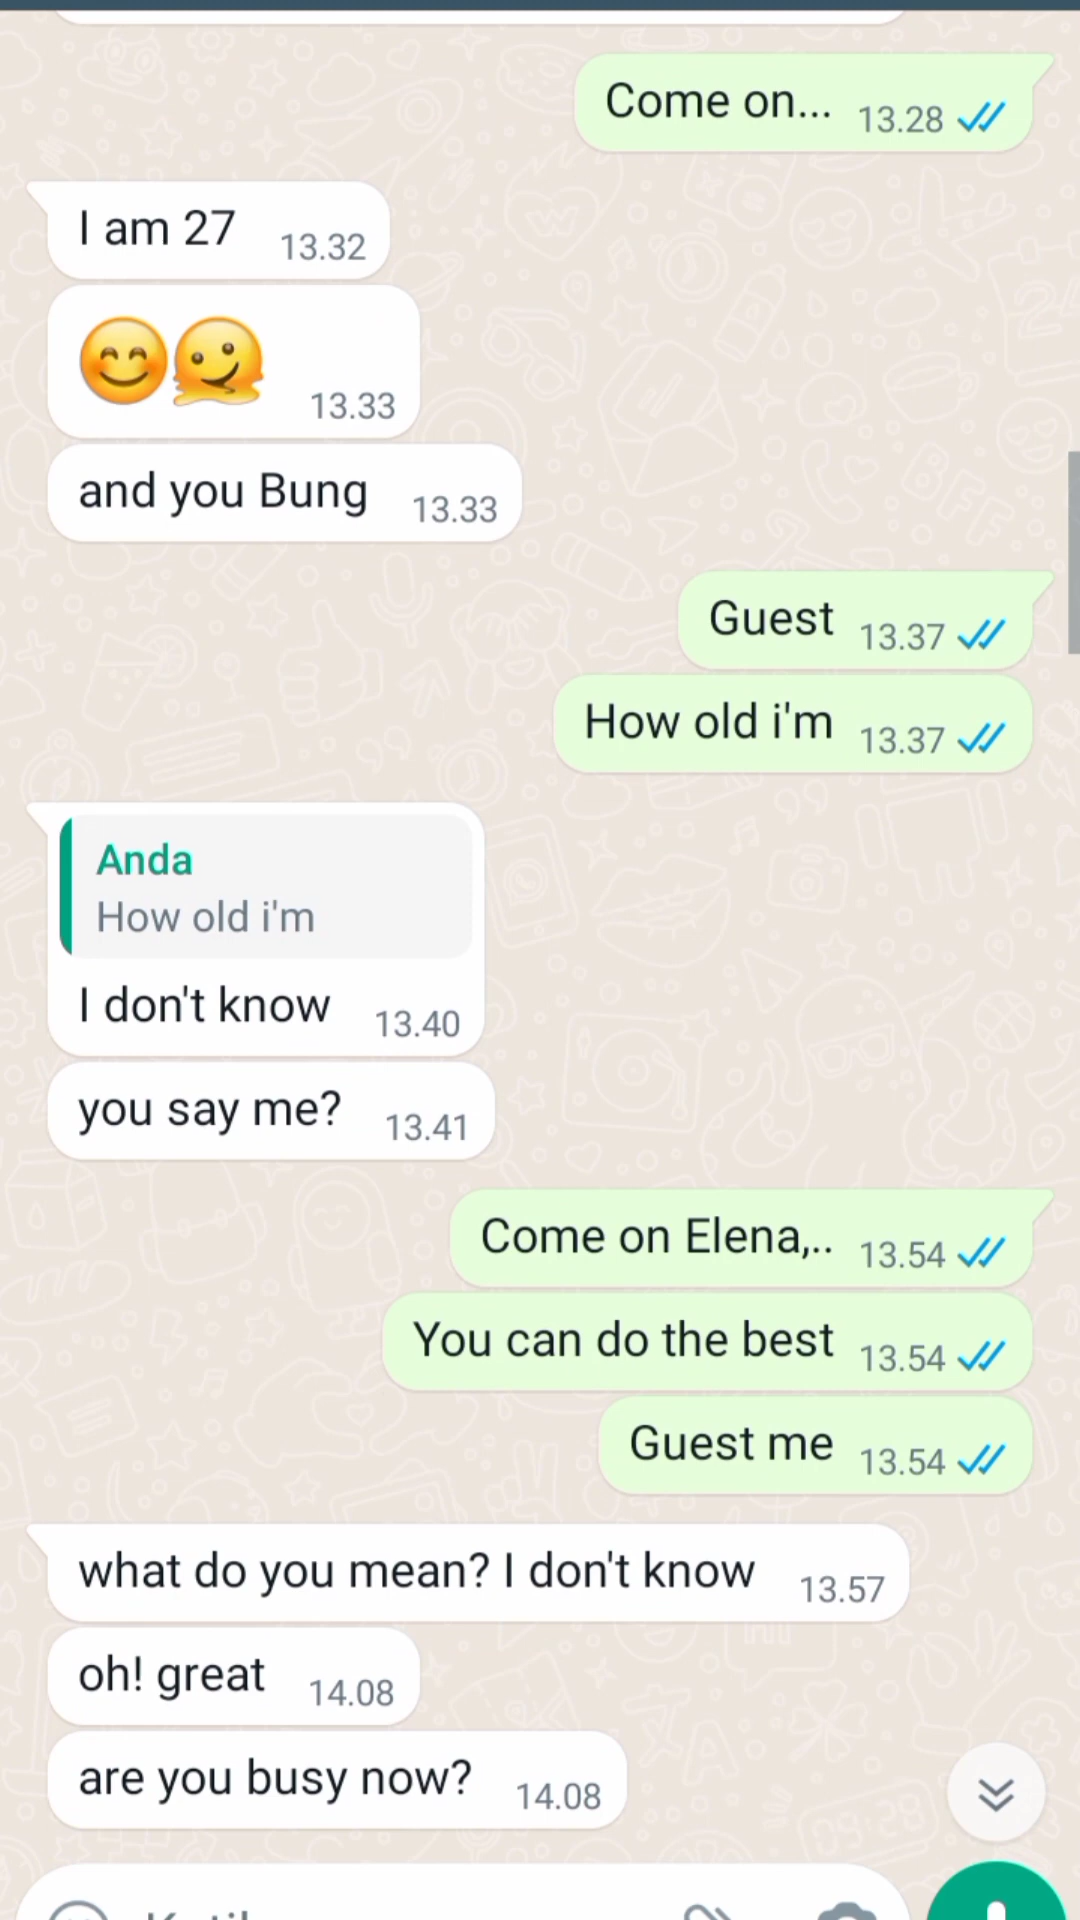 Come on... 13.28
I am 27 13.32
😊🫠 13.33
and you Bung 13.33
Guest 13.37
How old i'm 13.37
Anda
How old i'm
I don't know 13.40
you say me? 13.41
Come on Elena,.. 13.54
You can do the best 13.54
Guest me 13.54
what do you mean? I don't know 13.57
oh! great 14.08
are you busy now? 14.08